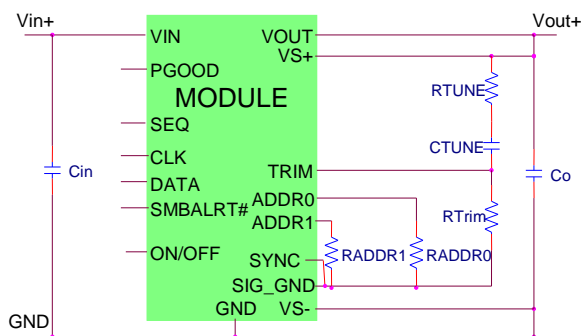 Vin+
Vout+
VIN
VOUT
VS+
PGOOD
RTUNE
MODULE
SEQ
CTUNE
CLK
TRIM
Cin
Co
DATA
ADDR0
SMBALRT#
RTrim
ADDR1
ON/OFF
RADDR1
RADDR0
SYNC
SIG_GND
GND
GND
VS-